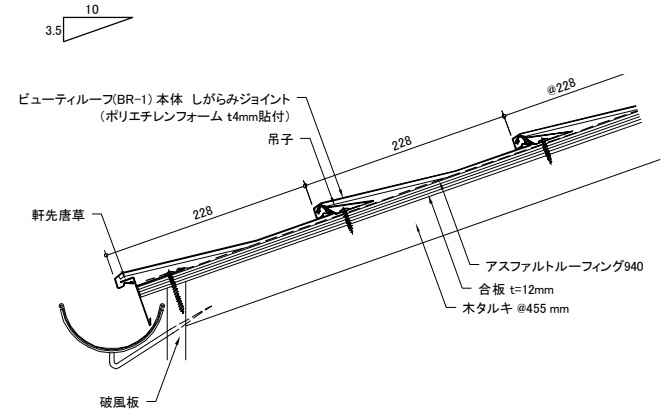 10
3.5
@228
ビューティルーフ(BR-1) 本体 しがらみジョイント
(ポリエチレンフォーム t4mm貼付)
吊子
228
228
軒先唐草
アスファルトルーフィング940
合板 t=12mm
木タルキ @455 mm
破風板